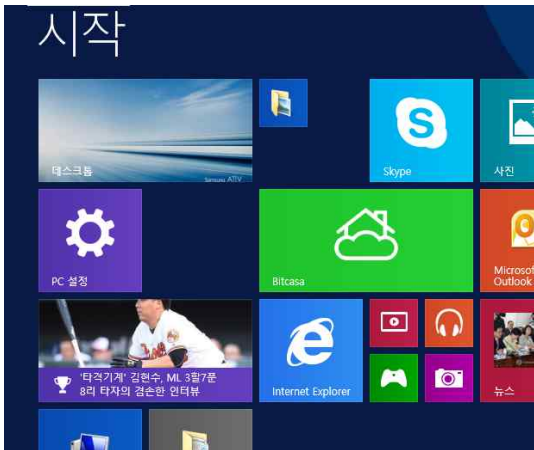 시작
데스크톱
Samsung ATIV
Skype
사진
PC 설정
Bitcasa
Microsoft
Outlook
'타격기계' 김현수, ML 3할7푼
8리 타자의 겸손한 인터뷰
Internet Explorer
뉴스